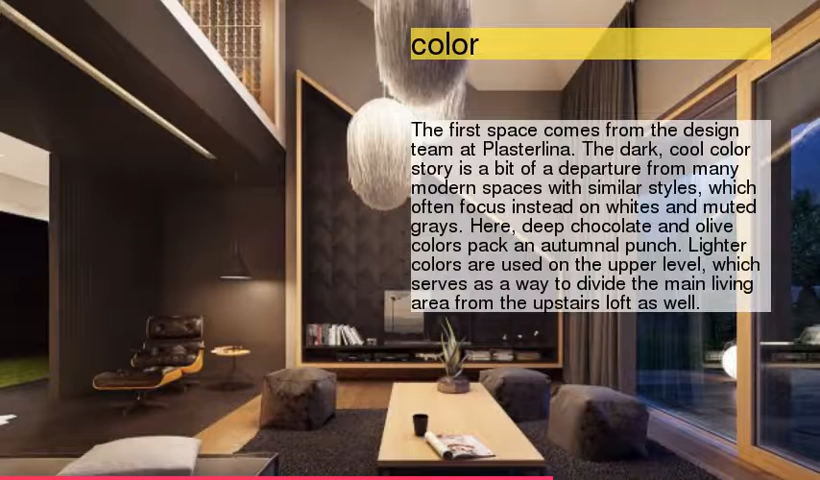 color
The first space comes from the design
team at Plasterlina. The dark, cool color
story is a bit of a departure from many
modern spaces with similar styles, which
often focus instead on whites and muted
grays. Here, deep chocolate and olive
colors pack an autumnal punch. Lighter
colors are used on the upper level, which
serves as a way to divide the main living
area from the upstairs loft as well.